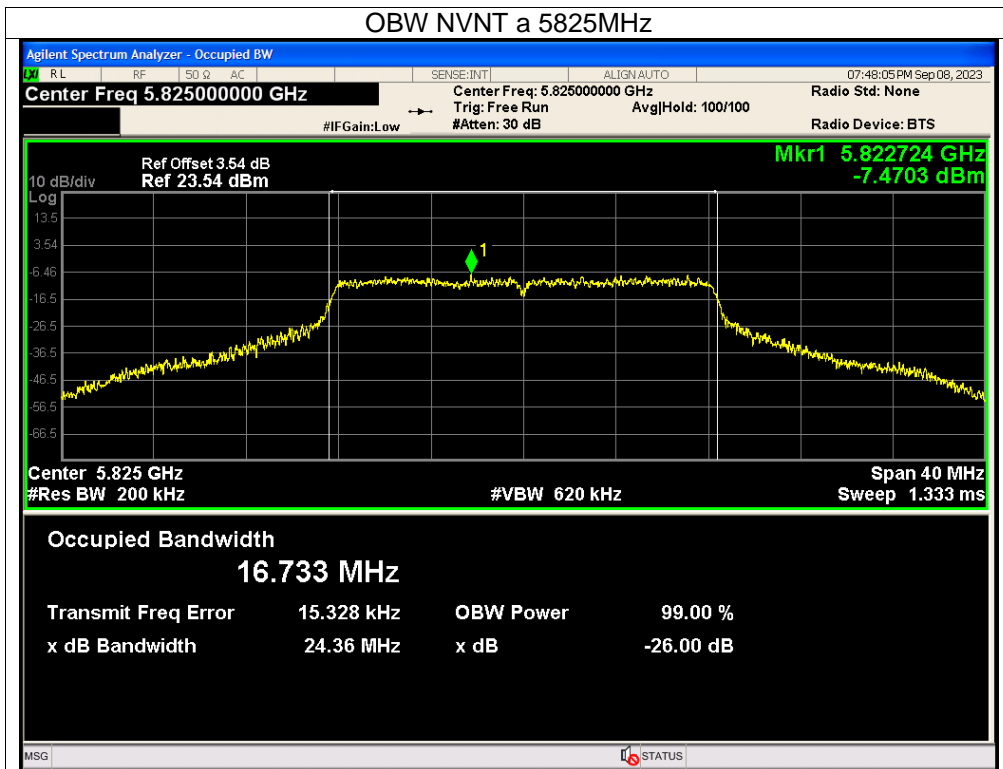 OBW NVNT a 5825MHz
Agilent Spectrum Analyzer - Occupied BW
LXI RL RF 50 Ω AC SENSE:INT ALIGN AUTO 07:48:05 PM Sep 08, 2023
Center Freq 5.825000000 GHz Center Freq: 5.825000000 GHz Radio Std: None
Trig: Free Run Avg|Hold: 100/100
#IFGain:Low #Atten: 30 dB Radio Device: BTS
Mkr1 5.822724 GHz
-7.4703 dBm
Ref Offset 3.54 dB
10 dB/div Ref 23.54 dBm
Log
13.5
3.54
1
-6.46
-16.5
-26.5
-36.5
-46.5
-56.5
-66.5
Center 5.825 GHz Span 40 MHz
#Res BW 200 kHz #VBW 620 kHz Sweep 1.333 ms
Occupied Bandwidth
16.733 MHz
Transmit Freq Error 15.328 kHz OBW Power 99.00 %
x dB Bandwidth 24.36 MHz x dB -26.00 dB
MSG STATUS